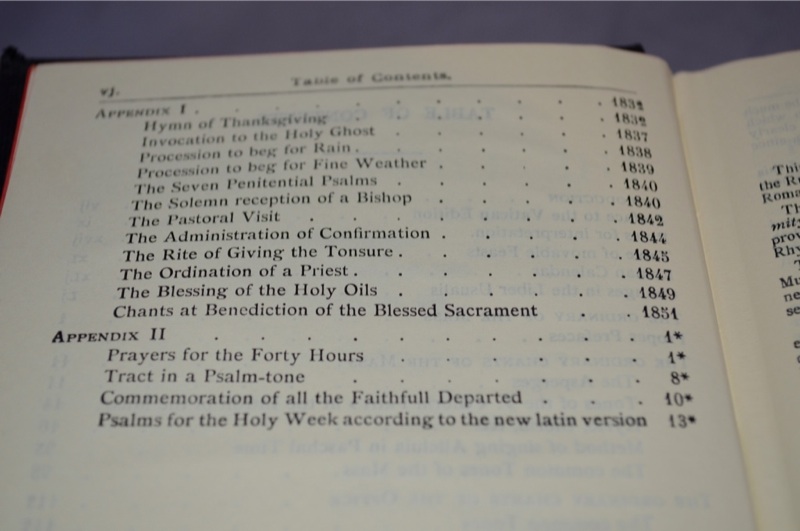 vj.
Table of Contents.
APPENDIX I . . . . . . . . . . 1832
Hymn of Thanksgiving . . . . . . . 1832
Invocation to the Holy Ghost . . . . . . 1837
Procession to beg for Rain . . . . . . 1838
Procession to beg for Fine Weather . . . . . 1839
The Seven Penitential Psalms . . . . . . 1840
The Solemn reception of a Bishop . . . . . 1840
The Pastoral Visit . . . . . . . 1842
The Administration of Confirmation . . . . . 1844
The Rite of Giving the Tonsure . . . . . . 1845
The Ordination of a Priest . . . . . . . 1847
The Blessing of the Holy Oils . . . . . . 1849
Chants at Benediction of the Blessed Sacrament . . 1851
APPENDIX II . . . . . . . . . . 1*
Prayers for the Forty Hours . . . . . . 1*
Tract in a Psalm-tone . . . . . . . 8*
Commemoration of all the Faithfull Departed . . . 10*
Psalms for the Holy Week according to the new latin version 13*